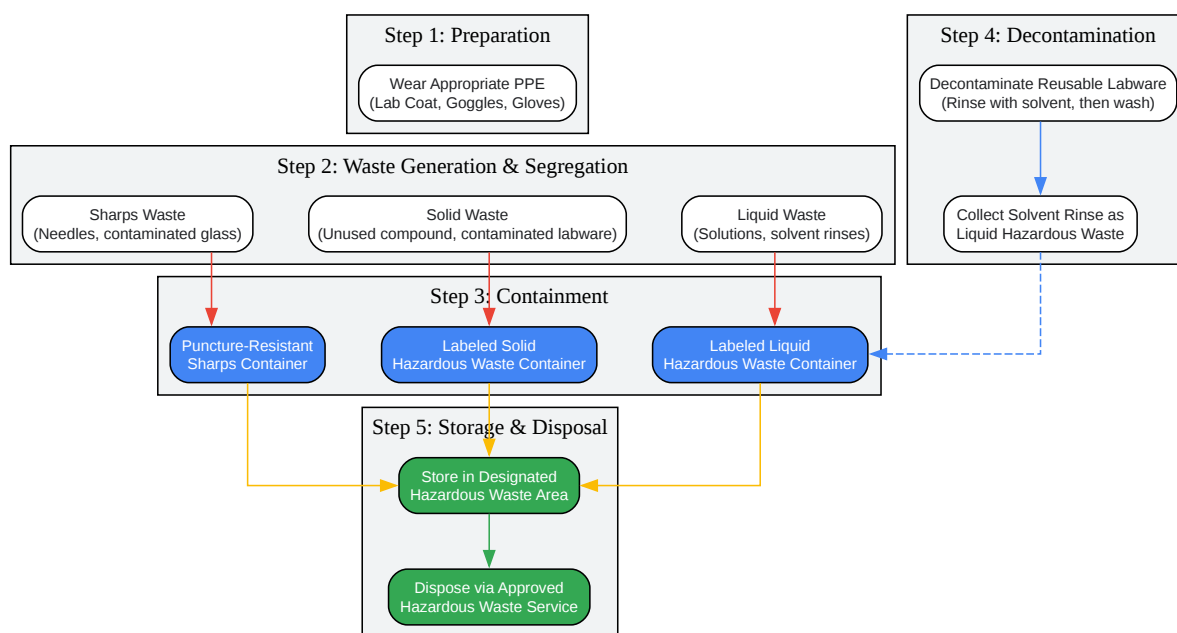 Step 1: Preparation
Wear Appropriate PPE
(Lab Coat, Goggles, Gloves)
Step 4: Decontamination
Decontaminate Reusable Labware
(Rinse with solvent, then wash)
Collect Solvent Rinse as
Liquid Hazardous Waste
Step 2: Waste Generation & Segregation
Sharps Waste
(Needles, contaminated glass)
Solid Waste
(Unused compound, contaminated labware)
Liquid Waste
(Solutions, solvent rinses)
Step 3: Containment
Puncture-Resistant
Sharps Container
Labeled Solid
Hazardous Waste Container
Labeled Liquid
Hazardous Waste Container
Step 5: Storage & Disposal
Store in Designated
Hazardous Waste Area
Dispose via Approved
Hazardous Waste Service